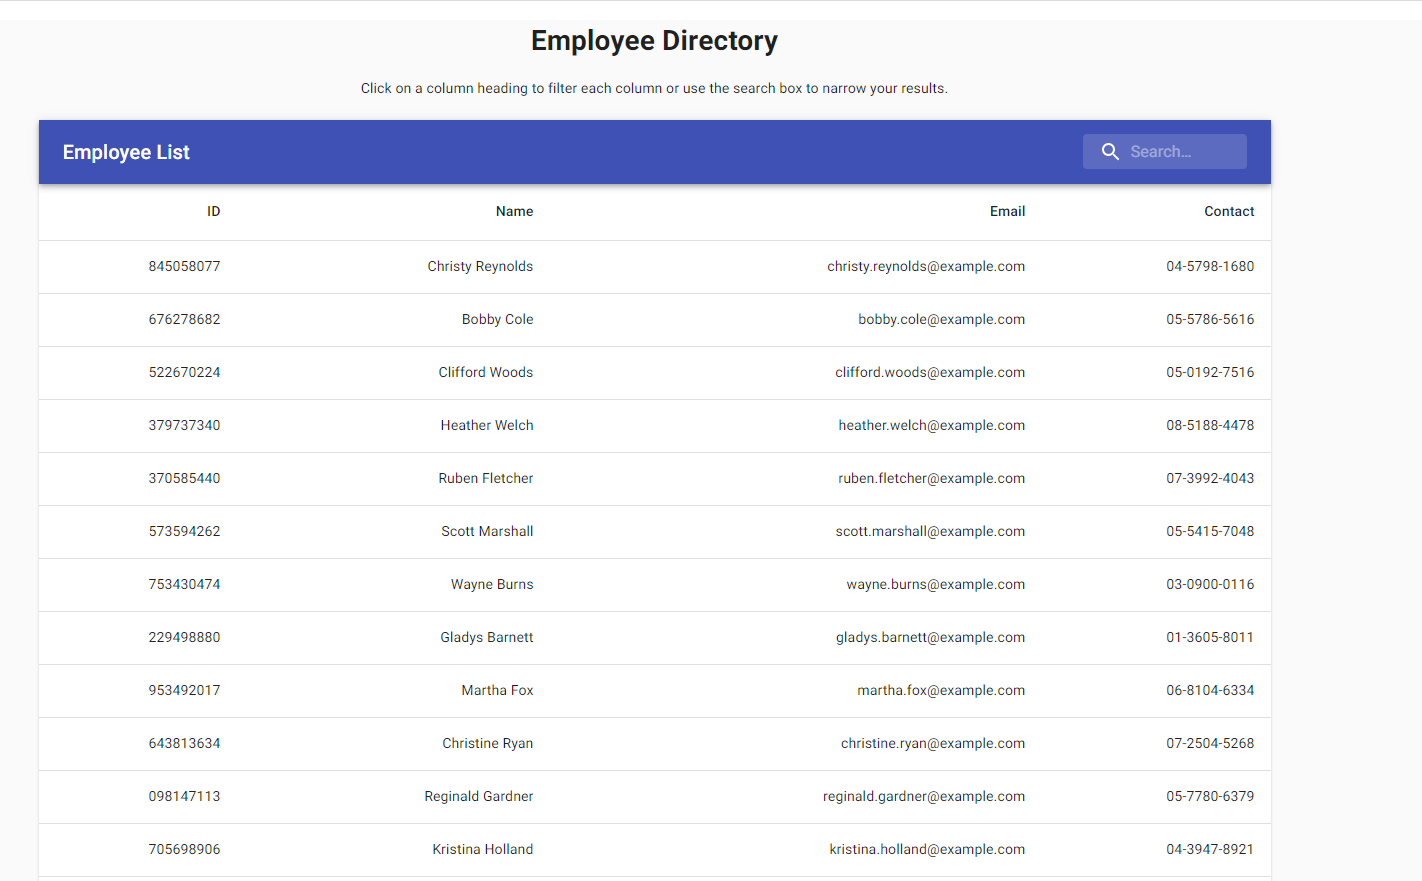 Employee Directory
Click on a column heading to filter each column or use the search box to narrow your results.
Employee List Search...
ID Name Email Contact
845058077 Christy Reynolds christy.reynolds@example.com 04-5798-1680
676278682 Bobby Cole bobby.cole@example.com 05-5786-5616
522670224 Clifford Woods clifford.woods@example.com 05-0192-7516
379737340 Heather Welch heather.welch@example.com 08-5188-4478
370585440 Ruben Fletcher ruben.fletcher@example.com 07-3992-4043
573594262 Scott Marshall scott.marshall@example.com 05-5415-7048
753430474 Wayne Burns wayne.burns@example.com 03-0900-0116
229498880 Gladys Barnett gladys.barnett@example.com 01-3605-8011
953492017 Martha Fox martha.fox@example.com 06-8104-6334
643813634 Christine Ryan christine.ryan@example.com 07-2504-5268
098147113 Reginald Gardner reginald.gardner@example.com 05-7780-6379
705698906 Kristina Holland kristina.holland@example.com 04-3947-8921